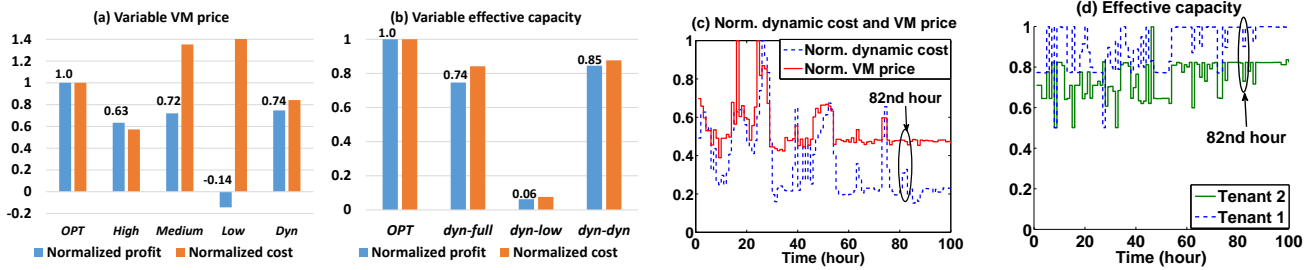 (a) Variable VM price
1.4
1.2
1
0.8
0.6
0.4
0.2
0
-0.2
1.0
0.63
0.72
-0.14
0.74
OPT High Medium Low Dyn
Normalized profit Normalized cost
(b) Variable effective capacity
1
0.8
0.6
0.4
0.2
0
1.0
0.74
0.06
0.85
OPT dyn-full dyn-low dyn-dyn
Normalized profit Normalized cost
(c) Norm. dynamic cost and VM price
1
0.8
0.6
0.4
0.2
0
Norm. dynamic cost
Norm. VM price
82nd hour
0 20 40 60 80 100
Time (hour)
(d) Effective capacity
1
0.8
0.6
0.4
0.2
0
82nd hour
Tenant 2
Tenant 1
0 20 40 60 80 100
Time (hour)